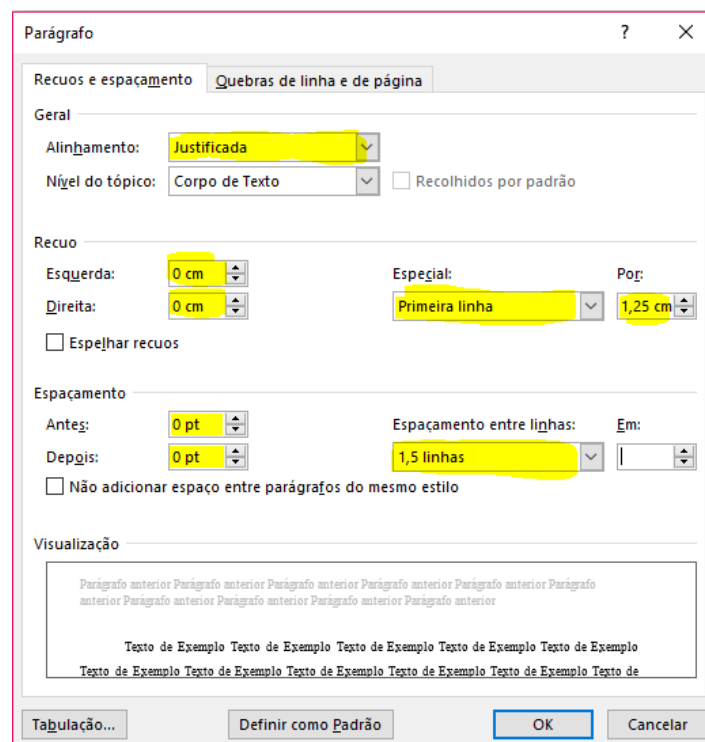 Parágrafo ? X
Recuos e espaçamento Quebras de linha e de página
Geral
Alinhamento: Justificada
Nível do tópico: Corpo de Texto Recolhidos por padrão
Recuo
Esquerda: 0 cm Especial: Por:
Direita: 0 cm Primeira linha 1,25 cm
Espelhar recuos
Espaçamento
Antes: 0 pt Espaçamento entre linhas: Em:
Depois: 0 pt 1,5 linhas
Não adicionar espaço entre parágrafos do mesmo estilo
Visualização
Parágrafo anterior Parágrafo anterior Parágrafo anterior Parágrafo anterior Parágrafo anterior Parágrafo
anterior Parágrafo anterior Parágrafo anterior Parágrafo anterior Parágrafo anterior
Texto de Exemplo Texto de Exemplo Texto de Exemplo Texto de Exemplo Texto de Exemplo
Texto de Exemplo Texto de Exemplo Texto de Exemplo Texto de Exemplo Texto de Exemplo Texto de
Tabulação... Definir como Padrão OK Cancelar